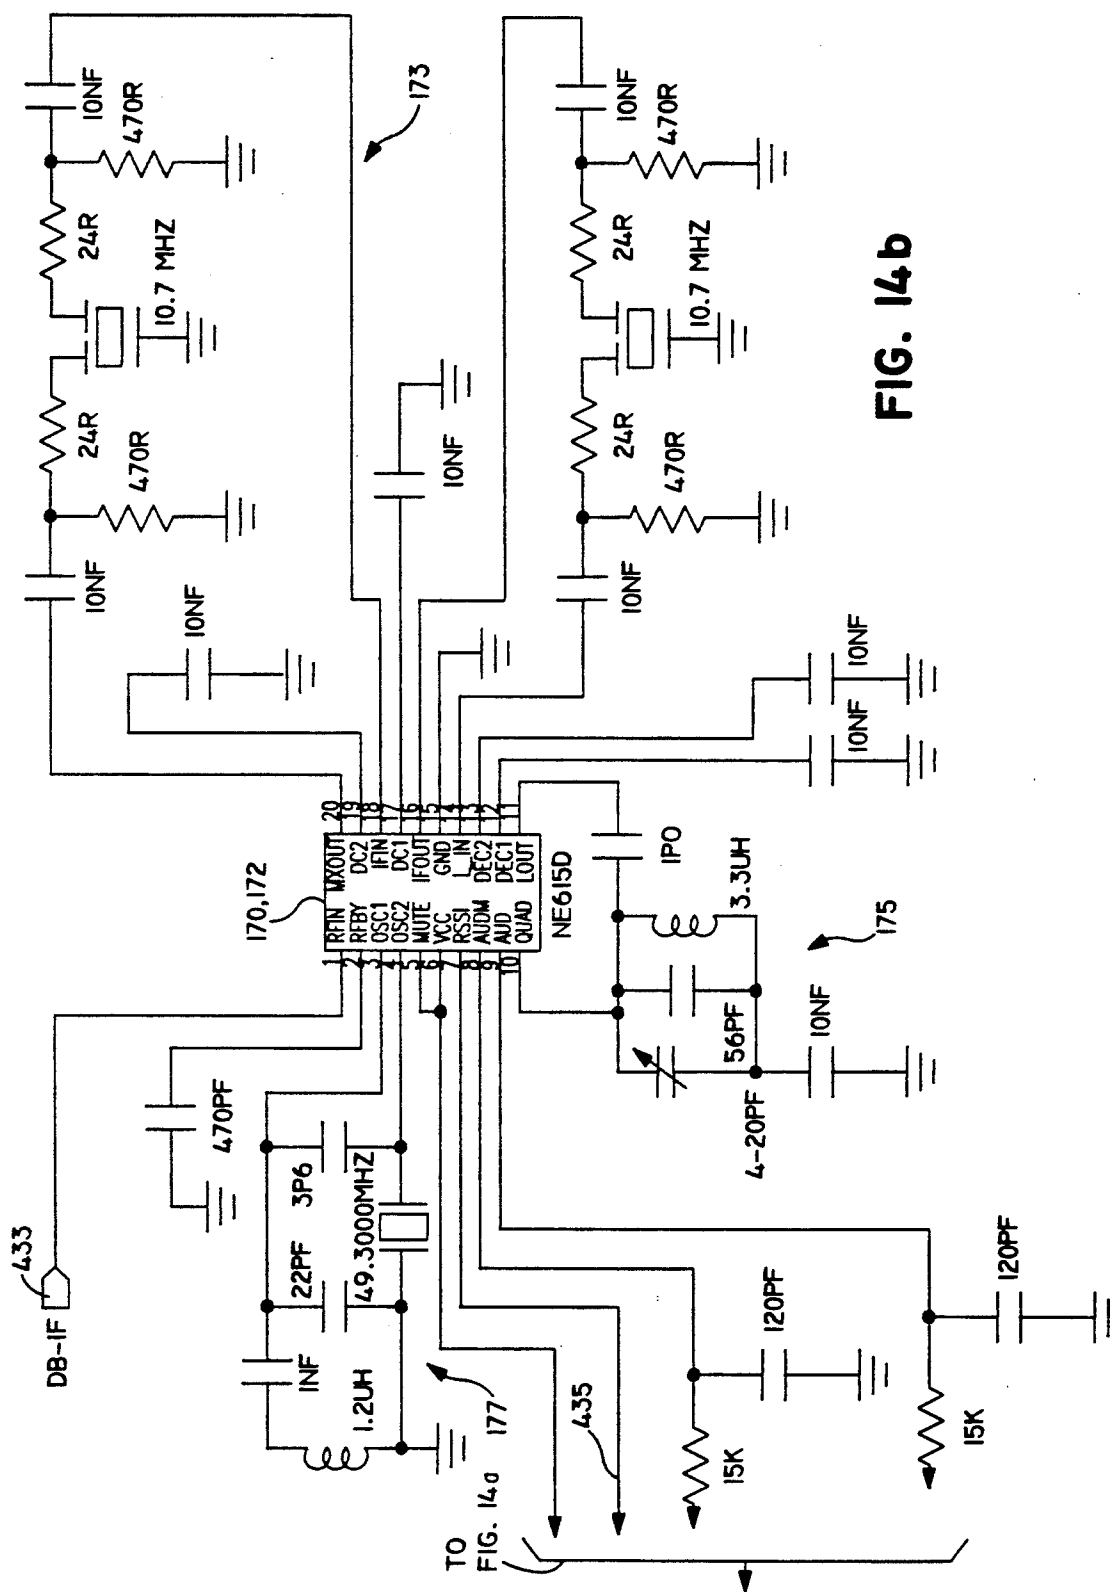 DB-IF
433
470PF
1NF
22PF
3P6
1.2UH
49.3000MHZ
177
TO
FIG. 14a
435
15K
120PF
15K
120PF
170,172
1 RFIN MXOUT 20
2 RFBY DC2 19
3 OSC1 IFIN 18
4 OSC2 DC1 17
5 MUTE IFOUT 16
6 VCC GND 15
7 RSSI L_IN 14
8 AUDM DEC2 13
9 AUD DEC1 12
10 QUAD LOUT 11
NE615D
1P0
3.3UH
56PF
4-20PF
10NF
175
10NF
10NF
470R
24R
10.7 MHZ
24R
470R
10NF
173
10NF
10NF
470R
24R
10.7 MHZ
24R
470R
10NF
10NF
10NF
FIG. 14b